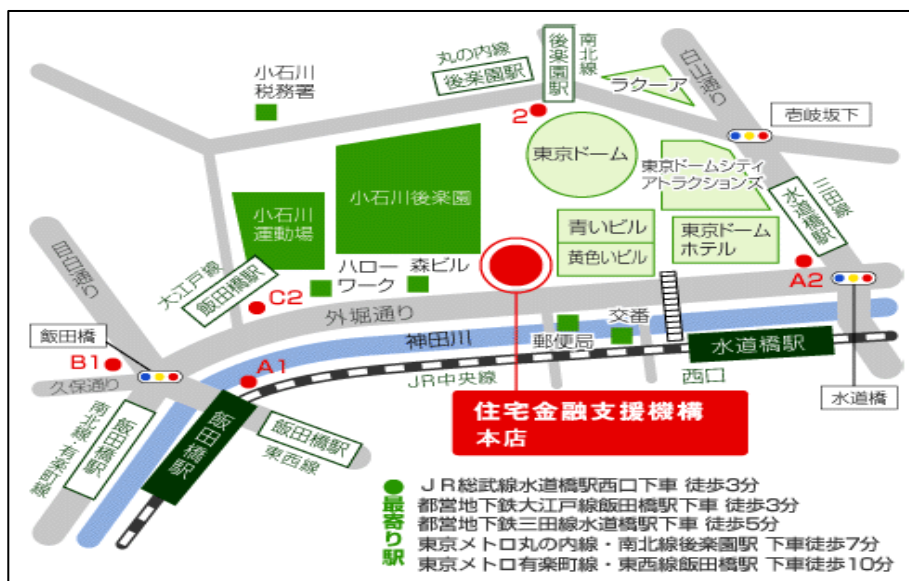 丸の内線
後楽園駅
後楽園駅
南北線
白山通り
小石川
税務署
ラクーア
2
壱岐坂下
東京ドーム
東京ドームシティ
アトラクションズ
小石川後楽園
三田線
水道橋駅
小石川
運動場
青いビル
黄色いビル
東京ドーム
ホテル
目白通り
大江戸線
飯田橋駅
ハロー
ワーク
森ビル
C2
A2
外堀通り
飯田橋
神田川
郵便局
交番
水道橋駅
B1
A1
JR中央線
西口
久保通り
水道橋
住宅金融支援機構
本店
飯田橋駅
南北線・有楽町線
飯田橋駅
飯田橋駅
東西線
最寄り駅
JR総武線水道橋駅西口下車 徒歩3分
都営地下鉄大江戸線飯田橋駅下車 徒歩3分
都営地下鉄三田線水道橋駅下車 徒歩5分
東京メトロ丸の内線・南北線後楽園駅 下車徒歩7分
東京メトロ有楽町線・東西線飯田橋駅 下車徒歩10分